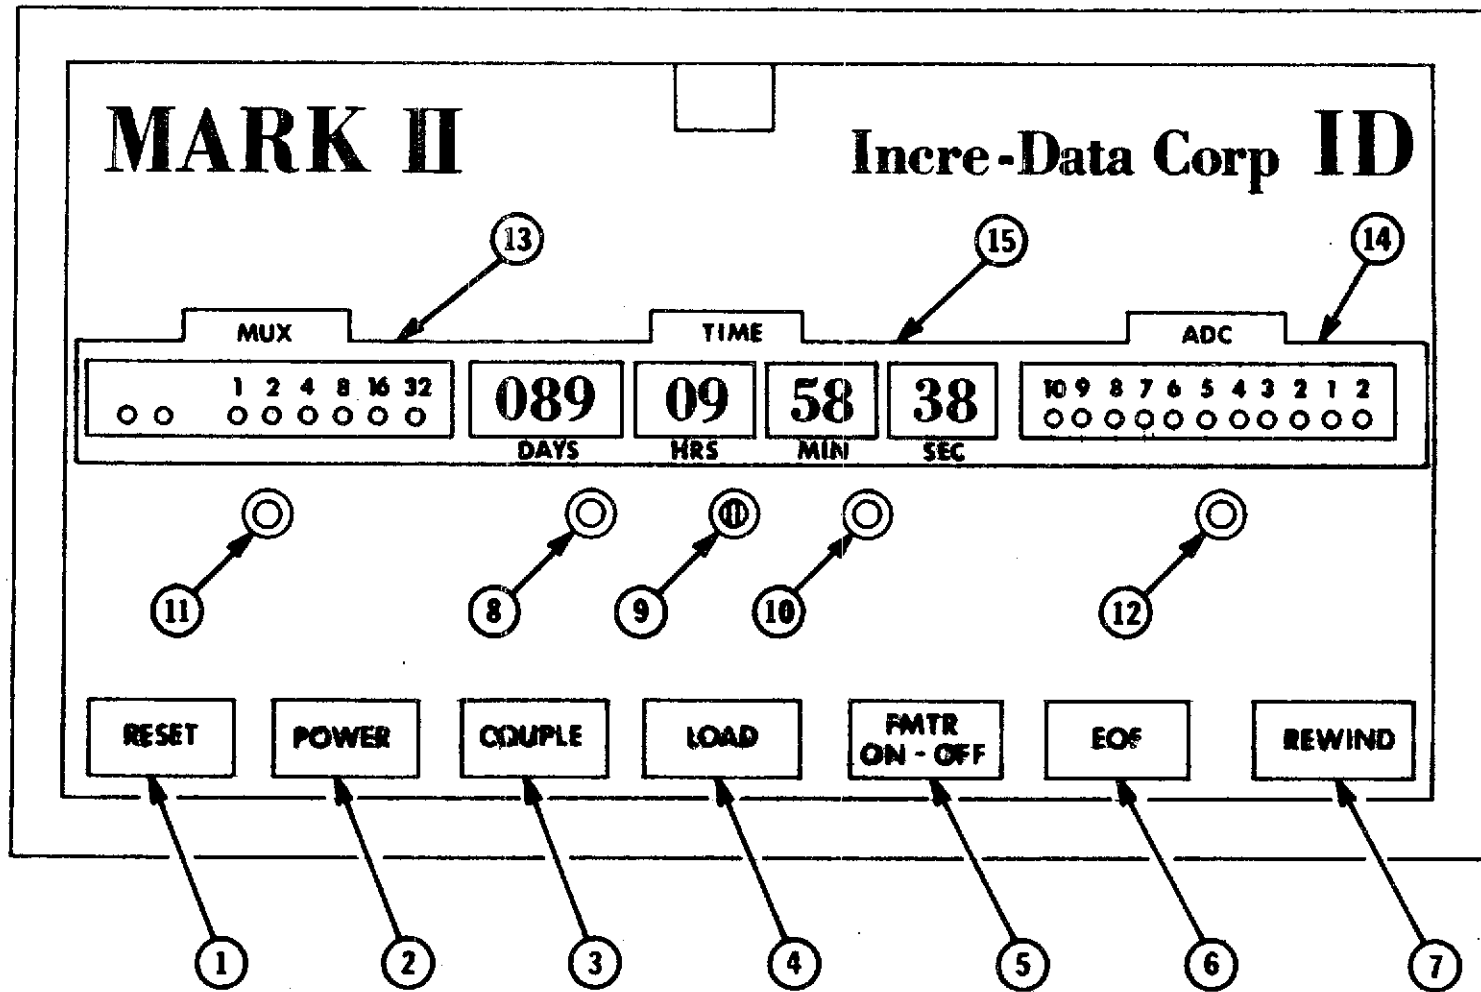 MARK II
Incre-Data Corp ID
13
15
14
MUX
TIME
ADC
1 2 4 8 16 32
089
09
58
38
10 9 8 7 6 5 4 3 2 1 2
DAYS
HRS
MIN
SEC
11
8
9
10
12
RESET
POWER
COUPLE
LOAD
FMTR
ON - OFF
EOF
REWIND
1
2
3
4
5
6
7